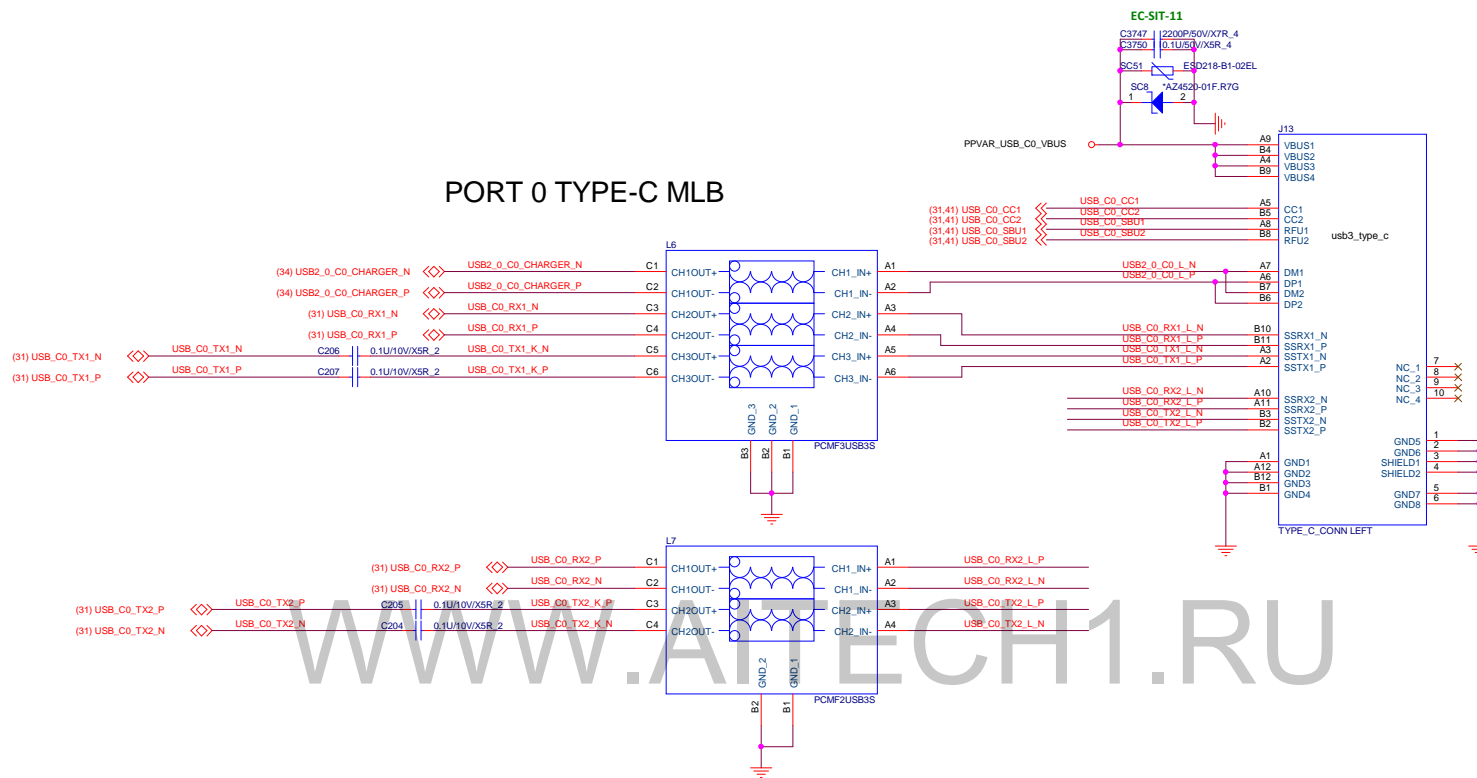 EC-SIT-11
C3747 2200P/50V/X7R_4
C3750 0.1U/50V/X5R_4
SC51 ESD218-B1-02EL
SC8 *AZ4520-01F.R7G
1 2
J13
PPVAR_USB_C0_VBUS
A9 VBUS1
B4 VBUS2
A4 VBUS3
B9 VBUS4
PORT 0 TYPE-C MLB
(31,41) USB_C0_CC1 USB_C0_CC1 A5 CC1
(31,41) USB_C0_CC2 USB_C0_CC2 B5 CC2
(31,41) USB_C0_SBU1 USB_C0_SBU1 A8 RFU1
(31,41) USB_C0_SBU2 USB_C0_SBU2 B8 RFU2
usb3_type_c
L6
(34) USB2_0_C0_CHARGER_N USB2_0_C0_CHARGER_N C1 CH1OUT+ CH1_IN+ A1 USB2_0_C0_L_N A7 DM1
(34) USB2_0_C0_CHARGER_P USB2_0_C0_CHARGER_P C2 CH1OUT- CH1_IN- A2 USB2_0_C0_L_P A6 DP1
B7 DM2
B6 DP2
(31) USB_C0_RX1_N USB_C0_RX1_N C3 CH2OUT+ CH2_IN+ A3 USB_C0_RX1_L_N B10 SSRX1_N
(31) USB_C0_RX1_P USB_C0_RX1_P C4 CH2OUT- CH2_IN- A4 USB_C0_RX1_L_P B11 SSRX1_P
(31) USB_C0_TX1_N USB_C0_TX1_N C206 0.1U/10V/X5R_2 USB_C0_TX1_K_N C5 CH3OUT+ CH3_IN+ A5 USB_C0_TX1_L_N A3 SSTX1_N
(31) USB_C0_TX1_P USB_C0_TX1_P C207 0.1U/10V/X5R_2 USB_C0_TX1_K_P C6 CH3OUT- CH3_IN- A6 USB_C0_TX1_L_P A2 SSTX1_P
NC_1 7
NC_2 8
NC_3 9
NC_4 10
USB_C0_RX2_L_N A10 SSRX2_N
USB_C0_RX2_L_P A11 SSRX2_P
USB_C0_TX2_L_N B3 SSTX2_N
USB_C0_TX2_L_P B2 SSTX2_P
GND_3 GND_2 GND_1
B3 B2 B1
PCMF3USB3S
GND5 1
GND6 2
SHIELD1 3
SHIELD2 4
GND7 5
GND8 6
A1 GND1
A12 GND2
B12 GND3
B1 GND4
TYPE_C_CONN LEFT
L7
(31) USB_C0_RX2_P USB_C0_RX2_P C1 CH1OUT+ CH1_IN+ A1 USB_C0_RX2_L_P
(31) USB_C0_RX2_N USB_C0_RX2_N C2 CH1OUT- CH1_IN- A2 USB_C0_RX2_L_N
(31) USB_C0_TX2_P USB_C0_TX2_P C205 0.1U/10V/X5R_2 USB_C0_TX2_K_P C3 CH2OUT+ CH2_IN+ A3 USB_C0_TX2_L_P
(31) USB_C0_TX2_N USB_C0_TX2_N C204 0.1U/10V/X5R_2 USB_C0_TX2_K_N C4 CH2OUT- CH2_IN- A4 USB_C0_TX2_L_N
WWW.AITECH1.RU
GND_2 GND_1
B2 B1
PCMF2USB3S